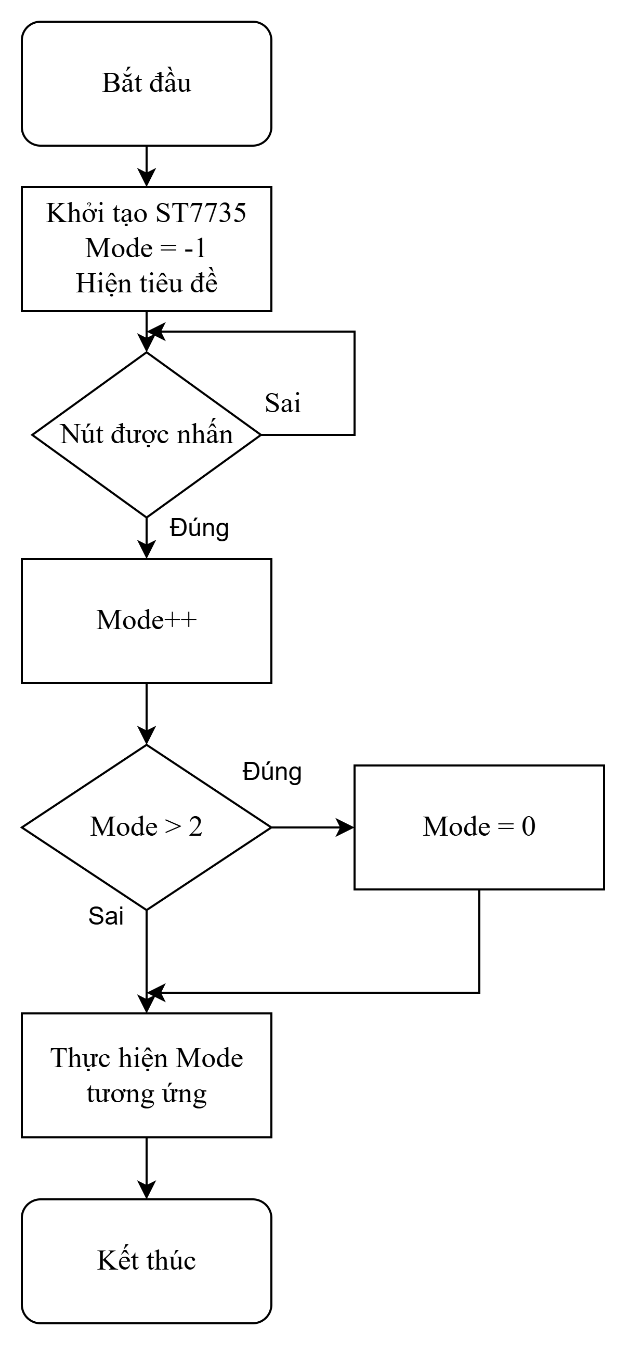 Bắt đầu
Khởi tạo ST7735
Mode = -1
Hiện tiêu đề
Nút được nhấn
Sai
Đúng
Mode++
Mode > 2
Đúng
Mode = 0
Sai
Thực hiện Mode
tương ứng
Kết thúc